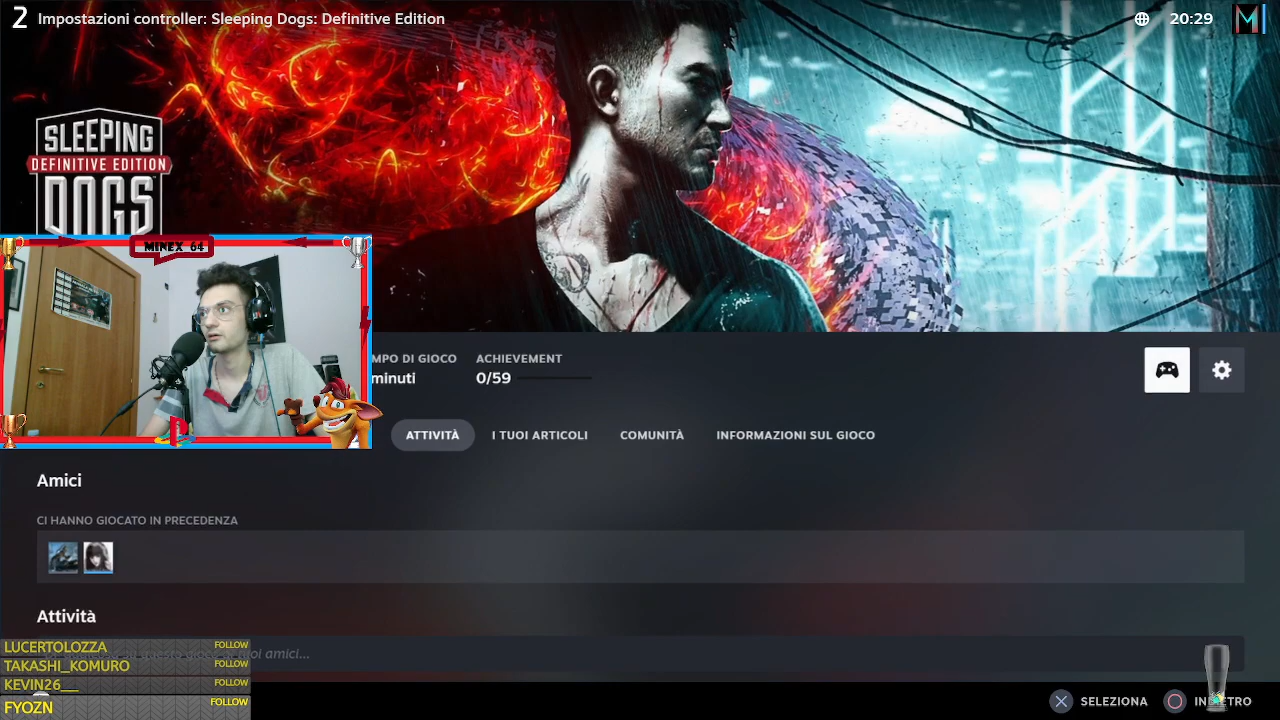 2 Impostazioni controller: Sleeping Dogs: Definitive Edition
20:29
SLEEPING
DEFINITIVE EDITION
DOGS
MINEX 64
MPO DI GIOCO
minuti
ACHIEVEMENT
0/59
ATTIVITÀ
I TUOI ARTICOLI
COMUNITÀ
INFORMAZIONI SUL GIOCO
Amici
CI HANNO GIOCATO IN PRECEDENZA
Attività
LUCERTOLOZZA FOLLOW
TAKASHI_KOMURO FOLLOW
KEVIN26__ FOLLOW
FYOZN FOLLOW
uoi amici...
SELEZIONA
INDIETRO